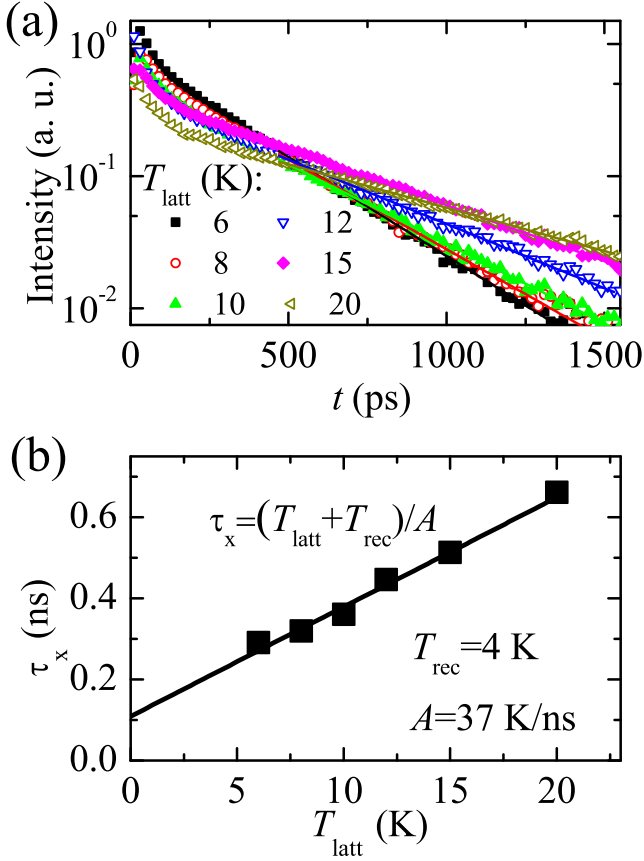 (a)
10⁰
10⁻¹
10⁻²
Intensity (a. u.)
T_latt (K):
6 12
8 15
10 20
0 500 1000 1500
t (ps)
(b)
0.6
0.4
0.2
0.0
τ_x (ns)
τ_x=(T_latt+T_rec)/A
T_rec=4 K
A=37 K/ns
0 5 10 15 20
T_latt (K)